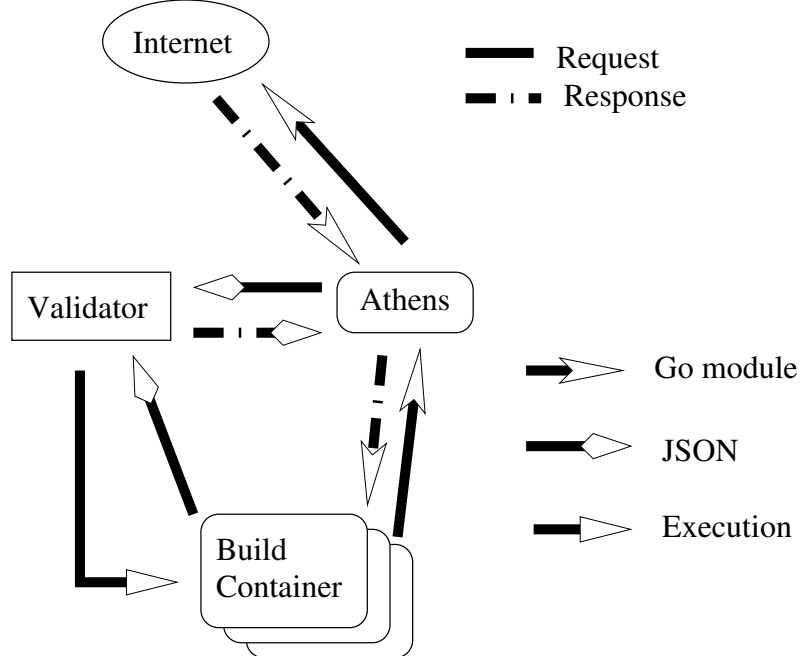 Internet
Request
Response
Validator
Athens
Go module
JSON
Execution
Build
Container